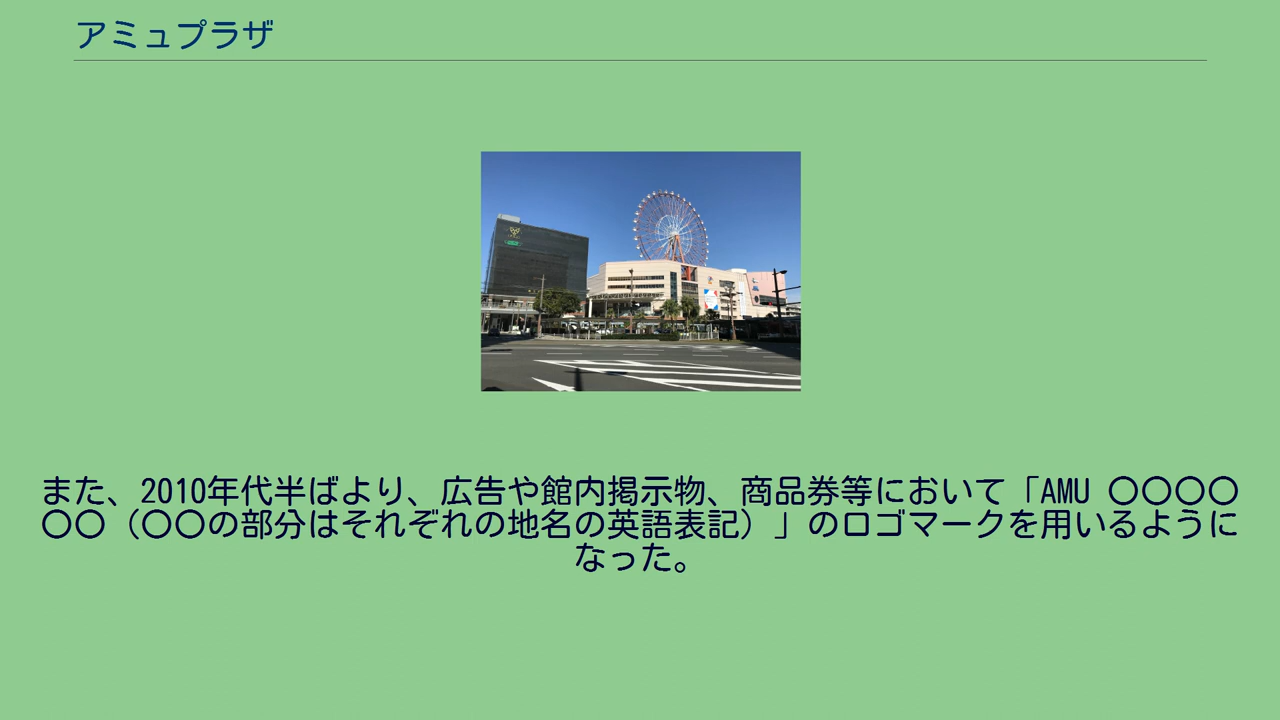 アミュプラザ
また、2010年代半ばより、広告や館内掲示物、商品券等において「AMU 〇〇〇〇
〇〇（〇〇の部分はそれぞれの地名の英語表記）」のロゴマークを用いるように
なった。